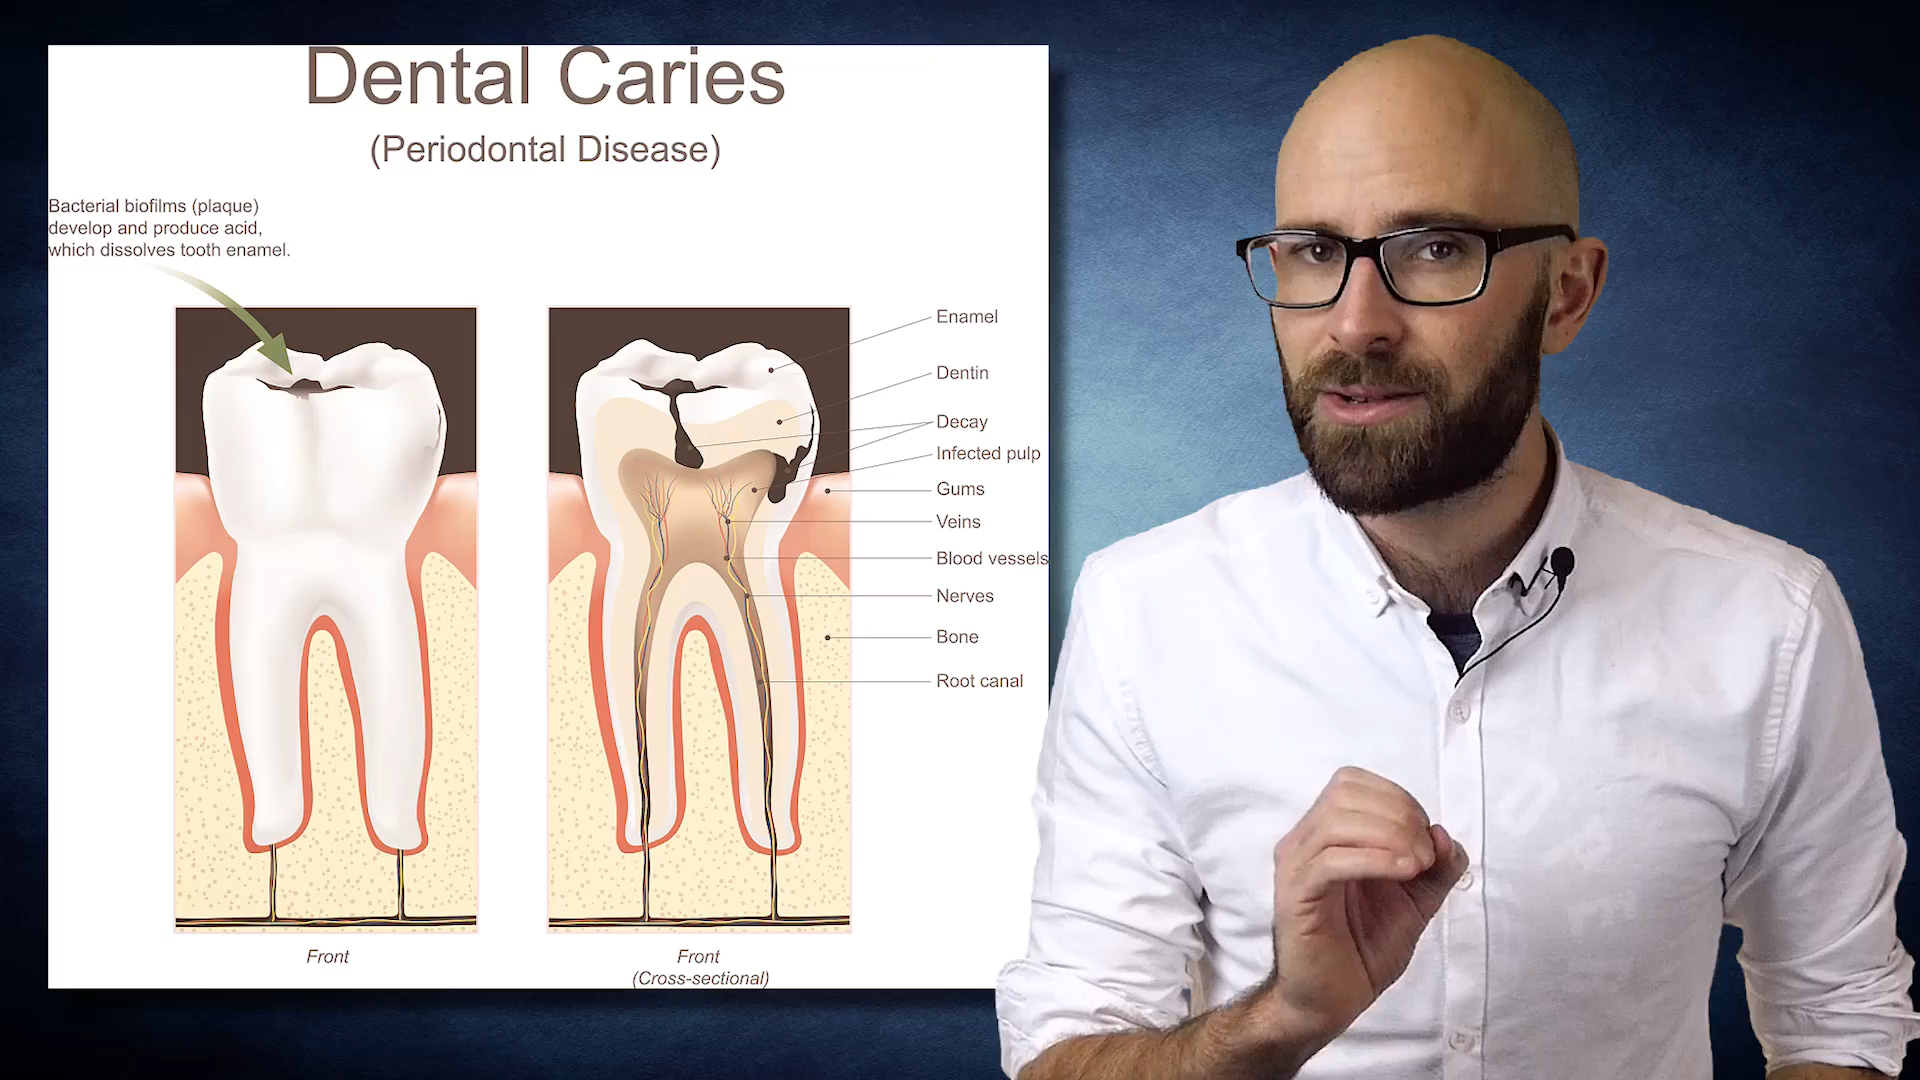 Dental Caries
(Periodontal Disease)
Bacterial biofilms (plaque)
develop and produce acid,
which dissolves tooth enamel.
Enamel
Dentin
Decay
Infected pulp
Gums
Veins
Blood vessels
Nerves
Bone
Root canal
Front
Front
(Cross-sectional)